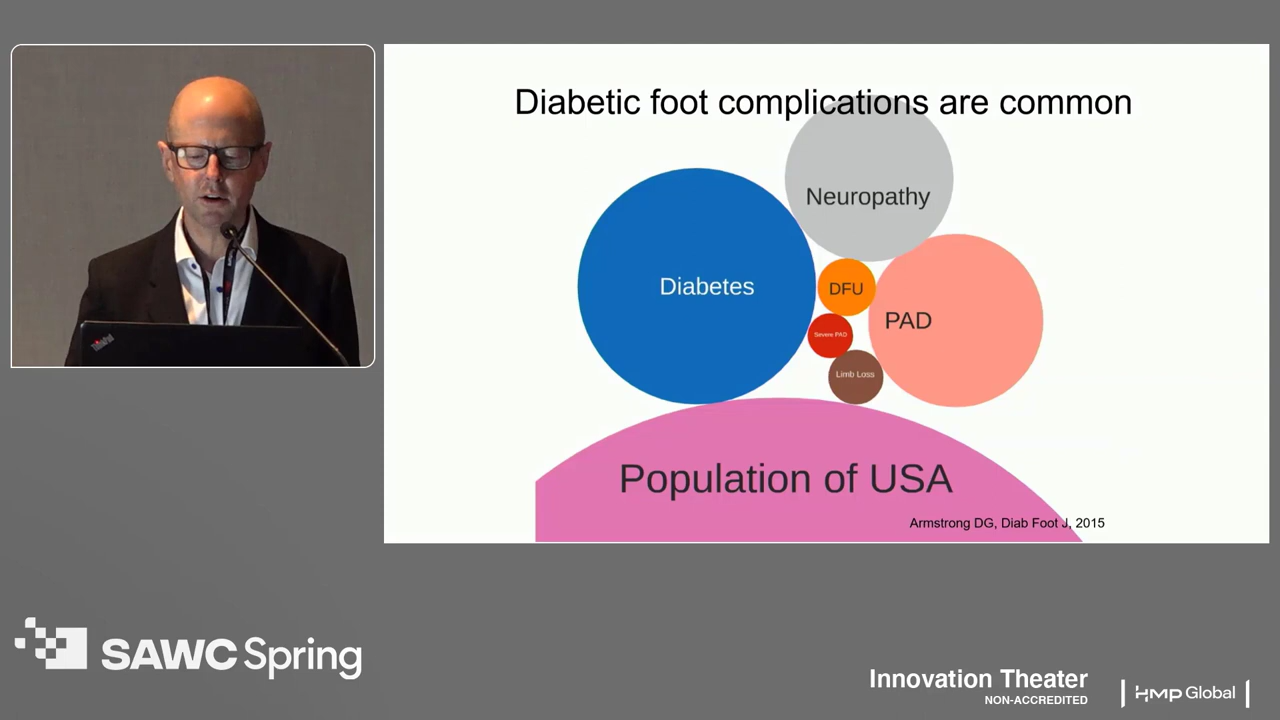 Diabetic foot complications are common
Neuropathy
Diabetes
DFU
PAD
Severe PAD
Limb Loss
Population of USA
Armstrong DG, Diab Foot J, 2015
ThinkPad
SAWC Spring
Innovation Theater
NON-ACCREDITED
HMP Global